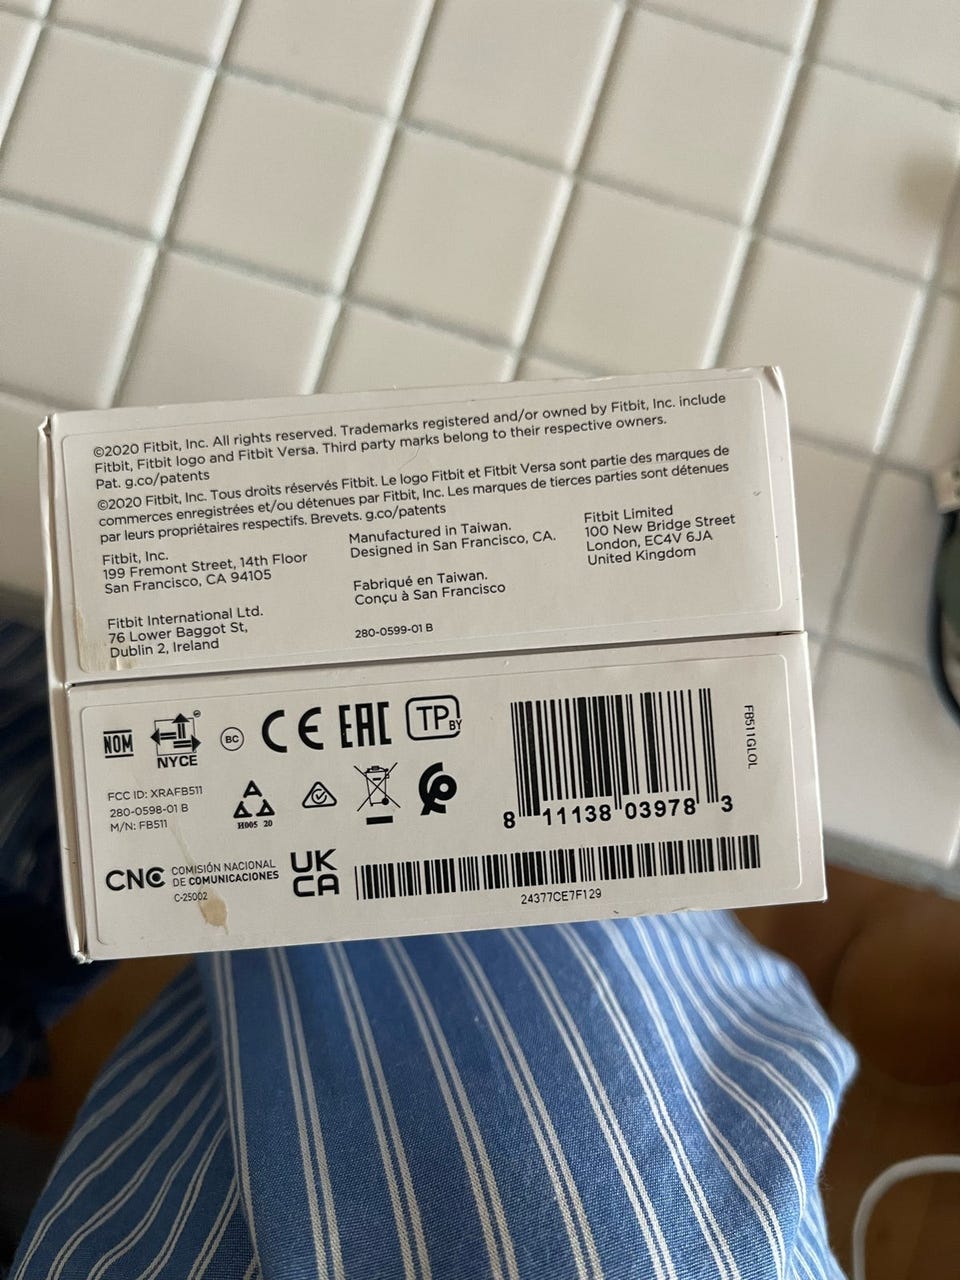 ©2020 Fitbit, Inc. All rights reserved. Trademarks registered and/or owned by Fitbit, Inc. include
Fitbit, Fitbit logo and Fitbit Versa. Third party marks belong to their respective owners.
Pat. g.co/patents
©2020 Fitbit, Inc. Tous droits réservés Fitbit. Le logo Fitbit et Fitbit Versa sont partie des marques de
commerces enregistrées et/ou détenues par Fitbit, Inc. Les marques de tierces parties sont détenues
par leurs propriétaires respectifs. Brevets. g.co/patents
Fitbit, Inc.
199 Fremont Street, 14th Floor
San Francisco, CA 94105
Fitbit International Ltd.
76 Lower Baggot St,
Dublin 2, Ireland
Manufactured in Taiwan.
Designed in San Francisco, CA.
Fabriqué en Taiwan.
Conçu à San Francisco
280-0599-01 B
Fitbit Limited
100 New Bridge Street
London, EC4V 6JA
United Kingdom
NOM
NYCE
®
BC
CE
EAC
TP BY
FCC ID: XRAFB511
280-0598-01 B
M/N: FB511
H005 20
CNC COMISIÓN NACIONAL
DE COMUNICACIONES
C-25002
UK
CA
8 11138 03978 3
FB511GLOL
24377CE7F129